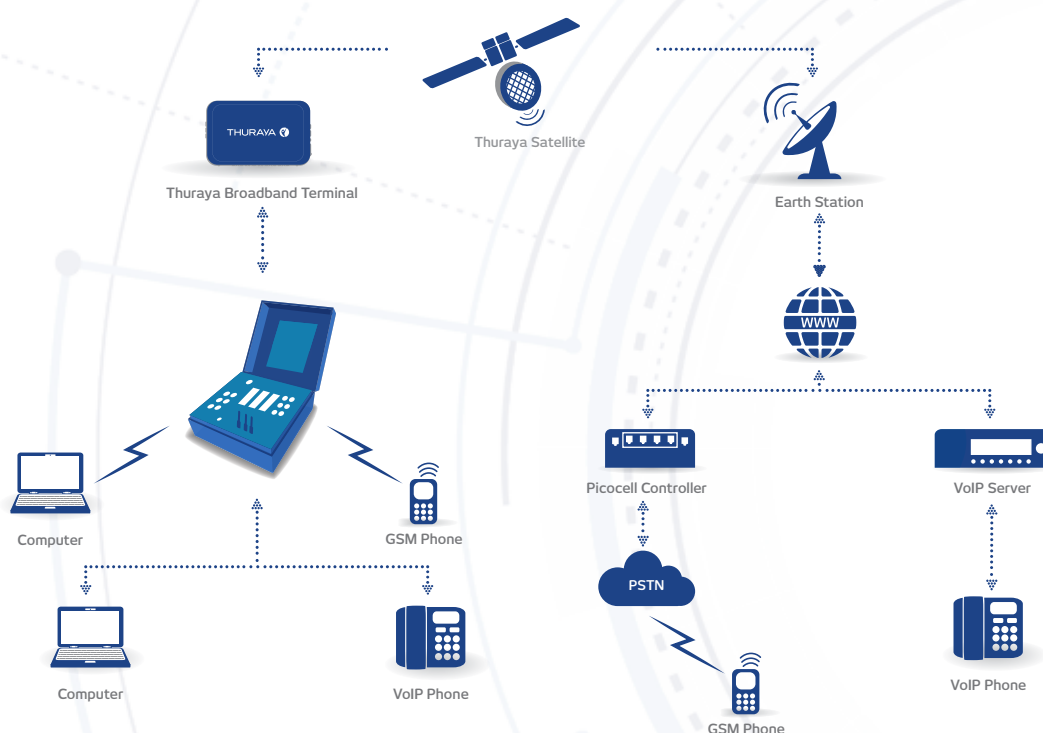 THURAYA
Thuraya Satellite
Thuraya Broadband Terminal
Earth Station
WWW
Picocell Controller
VoIP Server
Computer
GSM Phone
PSTN
Computer
VoIP Phone
VoIP Phone
GSM Phone